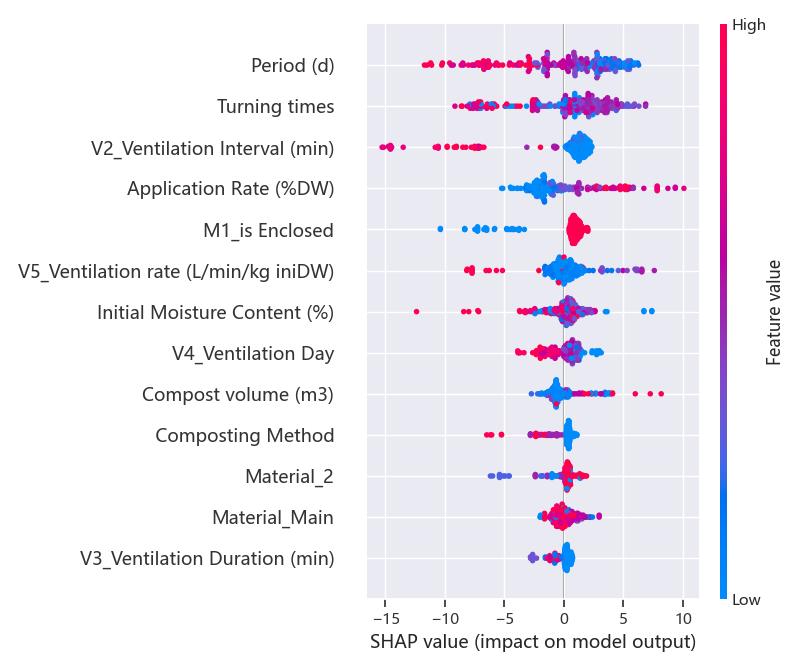 High
Period (d)
Turning times
V2_Ventilation Interval (min)
Application Rate (%DW)
M1_is Enclosed
V5_Ventilation rate (L/min/kg iniDW)
Initial Moisture Content (%)
V4_Ventilation Day
Compost volume (m3)
Composting Method
Material_2
Material_Main
V3_Ventilation Duration (min)
Feature value
Low
−15 −10 −5 0 5 10
SHAP value (impact on model output)